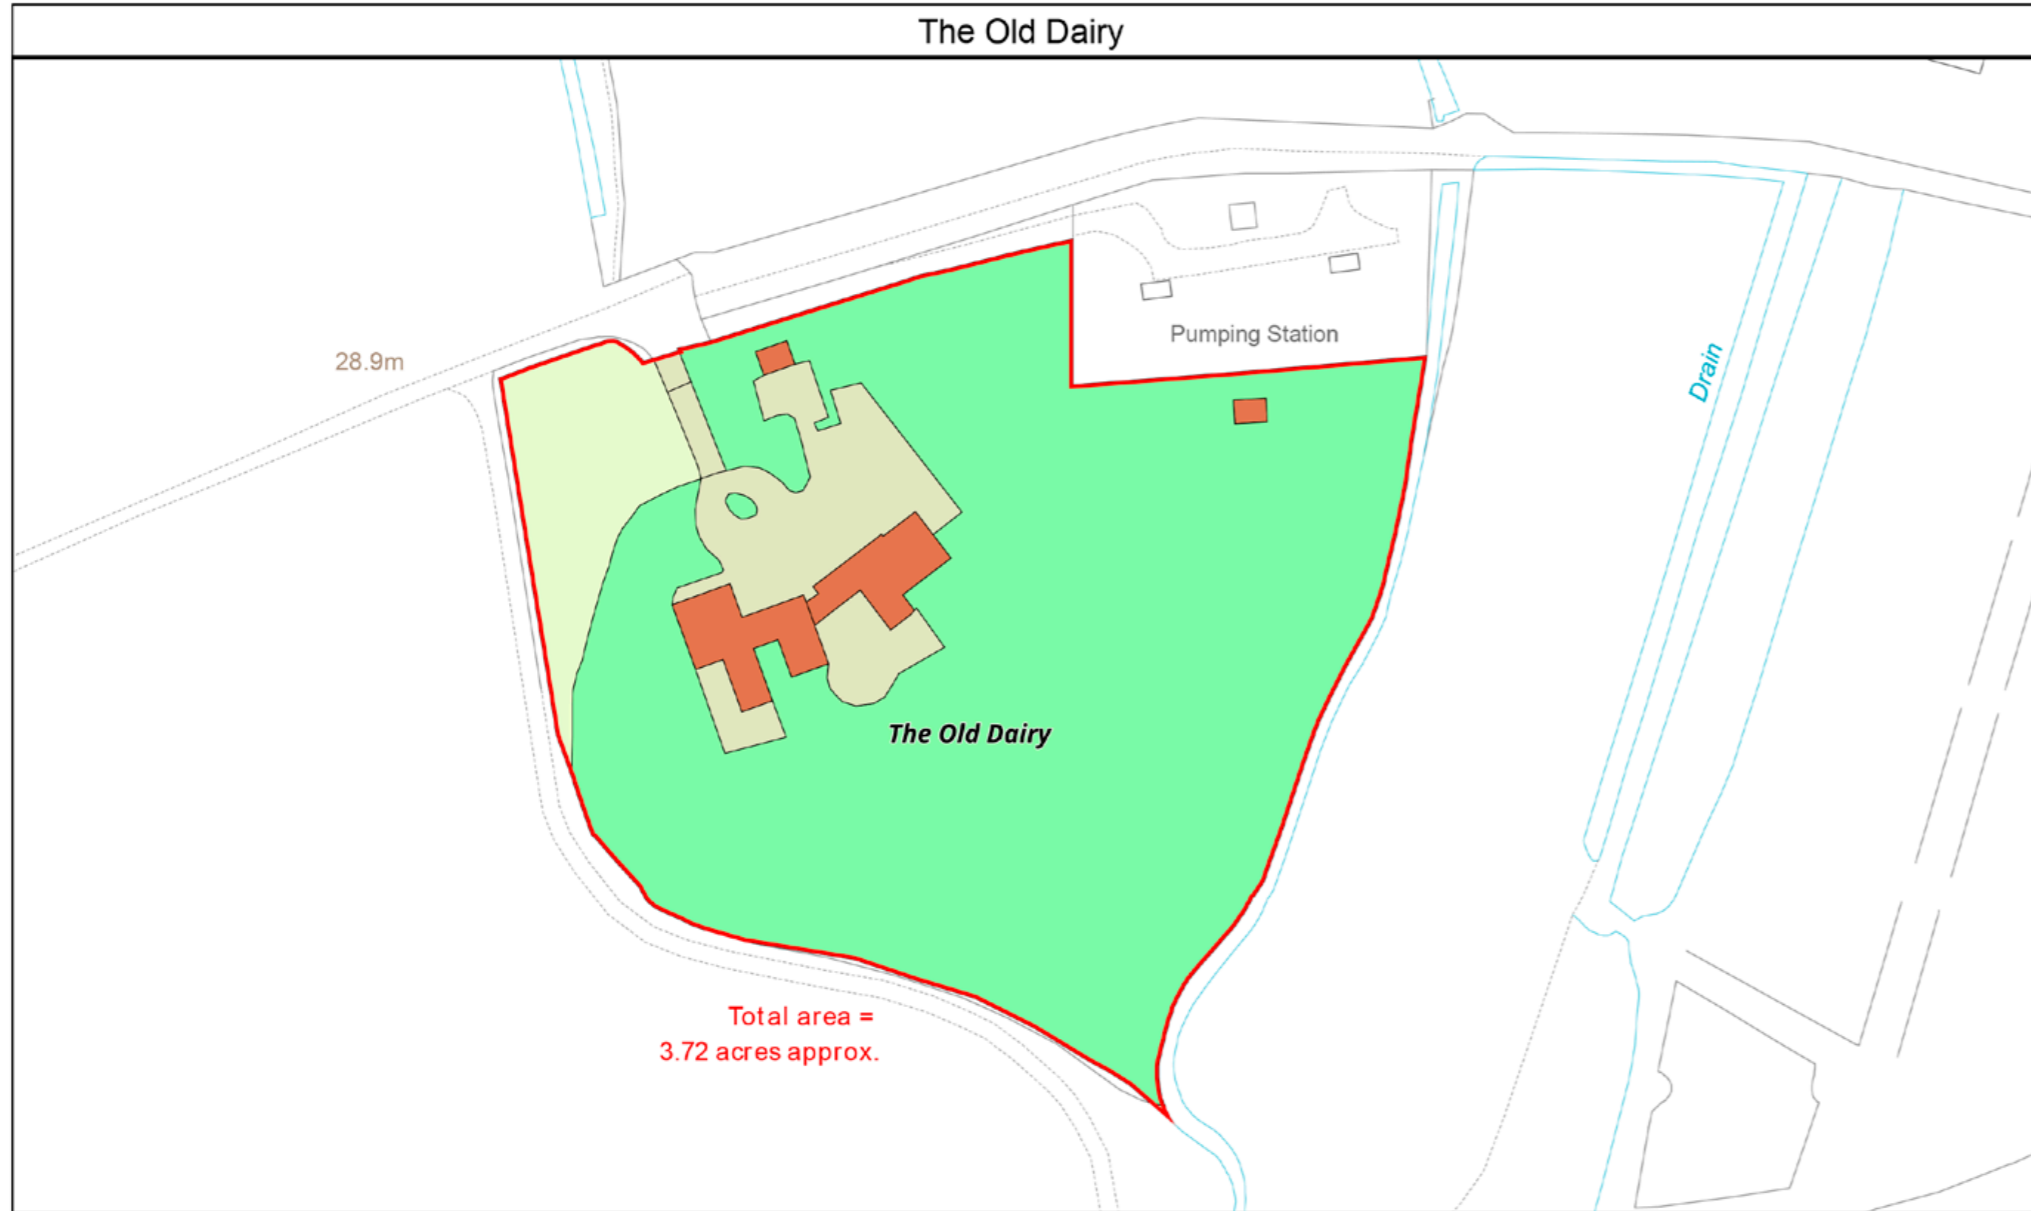 The Old Dairy
Pumping Station
28.9m
Drain
The Old Dairy
Total area =
3.72 acres approx.